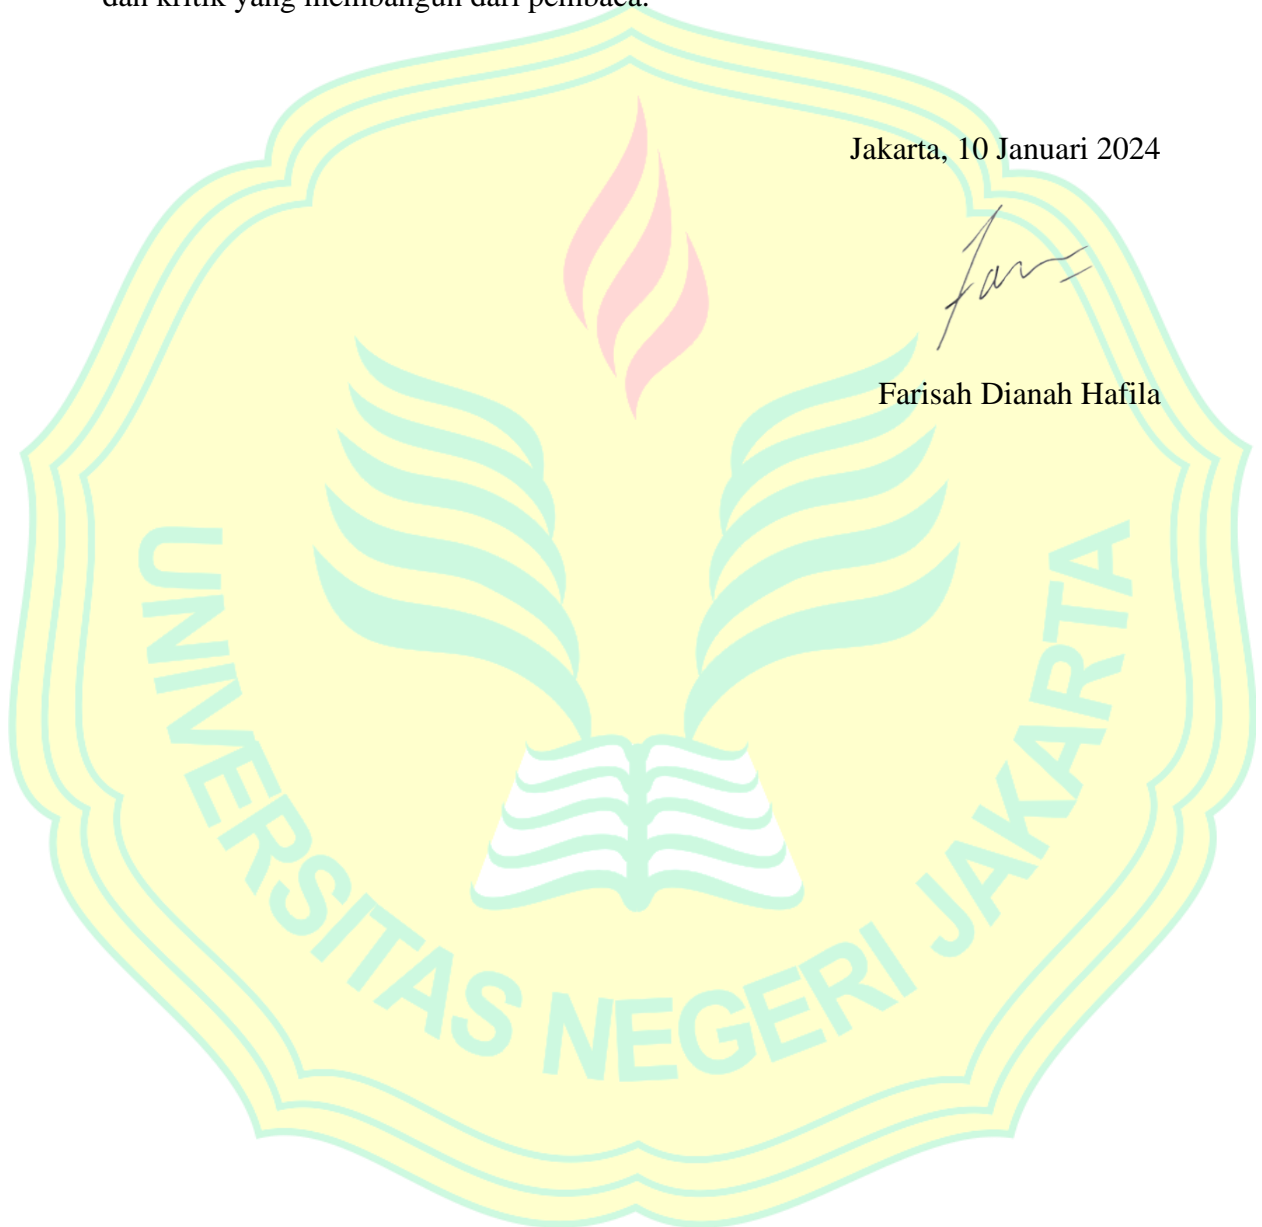 dan kritik yang membangun dari pembaca.
Jakarta, 10 Januari 2024
Farisah Dianah Hafila
UNIVERSITAS NEGERI JAKARTA